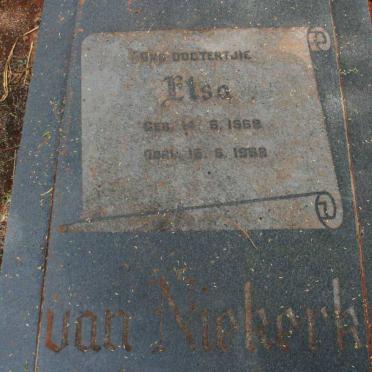 ONS DOGTERTJIE
Elsa
GEB. 14. 6. 1968
OORL. 16. 6. 1968
van Niekerk